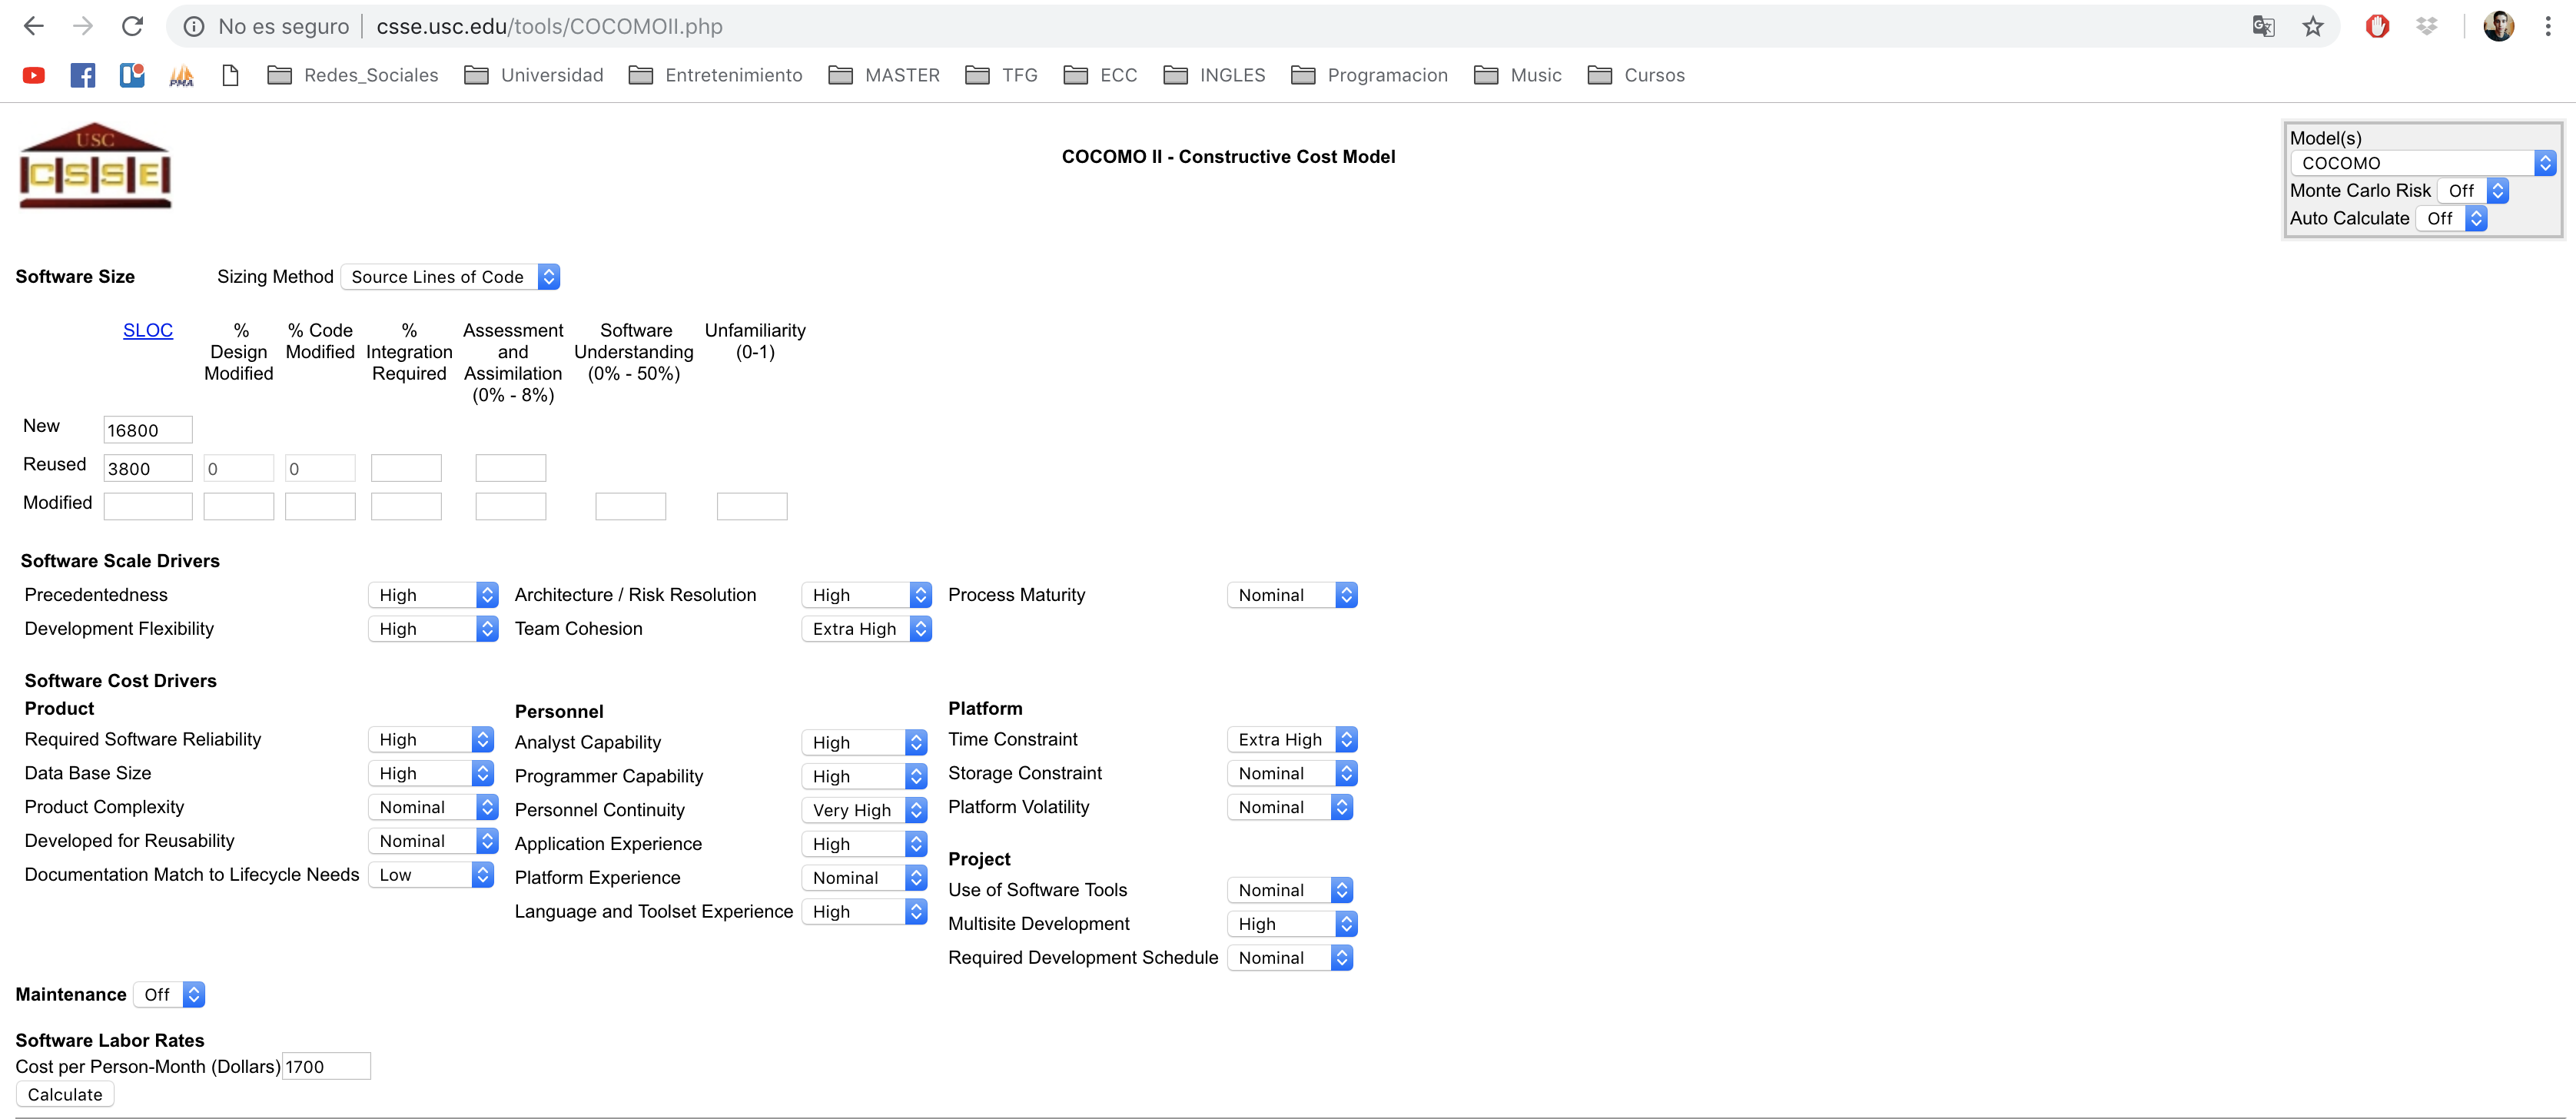 No es seguro | csse.usc.edu/tools/COCOMOII.php
PMA Redes_Sociales Universidad Entretenimiento MASTER TFG ECC INGLES Programacion Music Cursos
USC
C|S|S|E
COCOMO II - Constructive Cost Model
Model(s)
COCOMO
Monte Carlo Risk Off
Auto Calculate Off
Software Size Sizing Method Source Lines of Code
SLOC % Design Modified % Code Modified % Integration Required Assessment and Assimilation (0% - 8%) Software Understanding (0% - 50%) Unfamiliarity (0-1)
New 16800
Reused 3800 0 0
Modified
Software Scale Drivers
Precedentedness High Architecture / Risk Resolution High Process Maturity Nominal
Development Flexibility High Team Cohesion Extra High
Software Cost Drivers
Product
Required Software Reliability High
Data Base Size High
Product Complexity Nominal
Developed for Reusability Nominal
Documentation Match to Lifecycle Needs Low
Personnel
Analyst Capability High
Programmer Capability High
Personnel Continuity Very High
Application Experience High
Platform Experience Nominal
Language and Toolset Experience High
Platform
Time Constraint Extra High
Storage Constraint Nominal
Platform Volatility Nominal
Project
Use of Software Tools Nominal
Multisite Development High
Required Development Schedule Nominal
Maintenance Off
Software Labor Rates
Cost per Person-Month (Dollars) 1700
Calculate